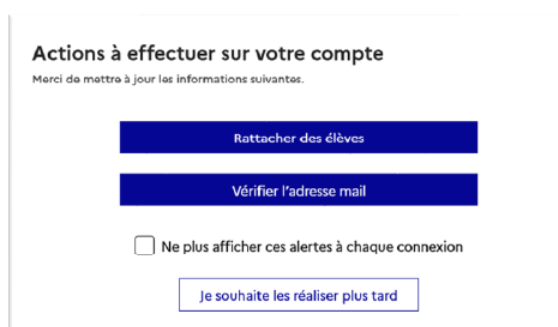 Actions à effectuer sur votre compte
Merci de mettre à jour les informations suivantes.
Rattacher des élèves
Vérifier l'adresse mail
Ne plus afficher ces alertes à chaque connexion
Je souhaite les réaliser plus tard